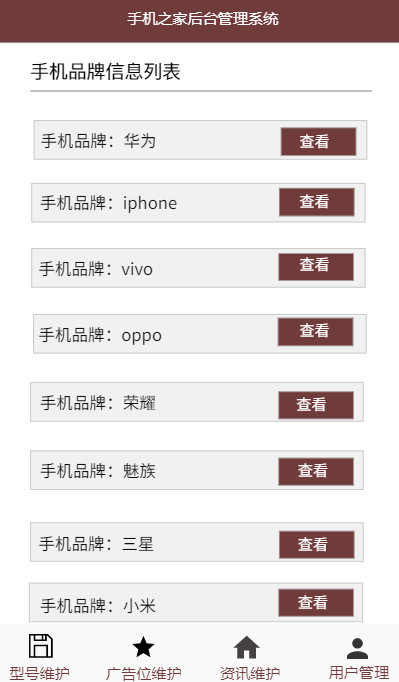 手机之家后台管理系统
手机品牌信息列表
手机品牌：华为 查看
手机品牌：iphone 查看
手机品牌：vivo 查看
手机品牌：oppo 查看
手机品牌：荣耀 查看
手机品牌：魅族 查看
手机品牌：三星 查看
手机品牌：小米 查看
型号维护 广告位维护 资讯维护 用户管理